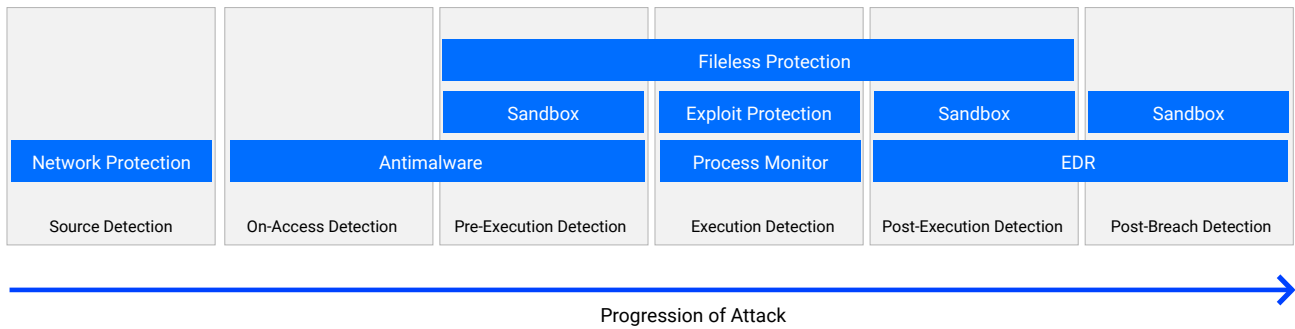 Fileless Protection
Sandbox
Exploit Protection
Sandbox
Sandbox
Network Protection
Antimalware
Process Monitor
EDR
Source Detection
On-Access Detection
Pre-Execution Detection
Execution Detection
Post-Execution Detection
Post-Breach Detection
Progression of Attack